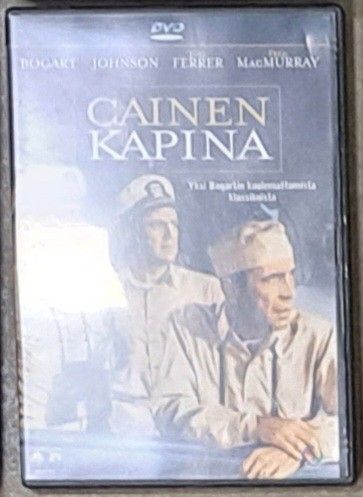 DVD
BOGART JOHNSON FERRER MACMURRAY
CAINEN
KAPINA
Yksi Bogartin kuolemattomista
klassikoista